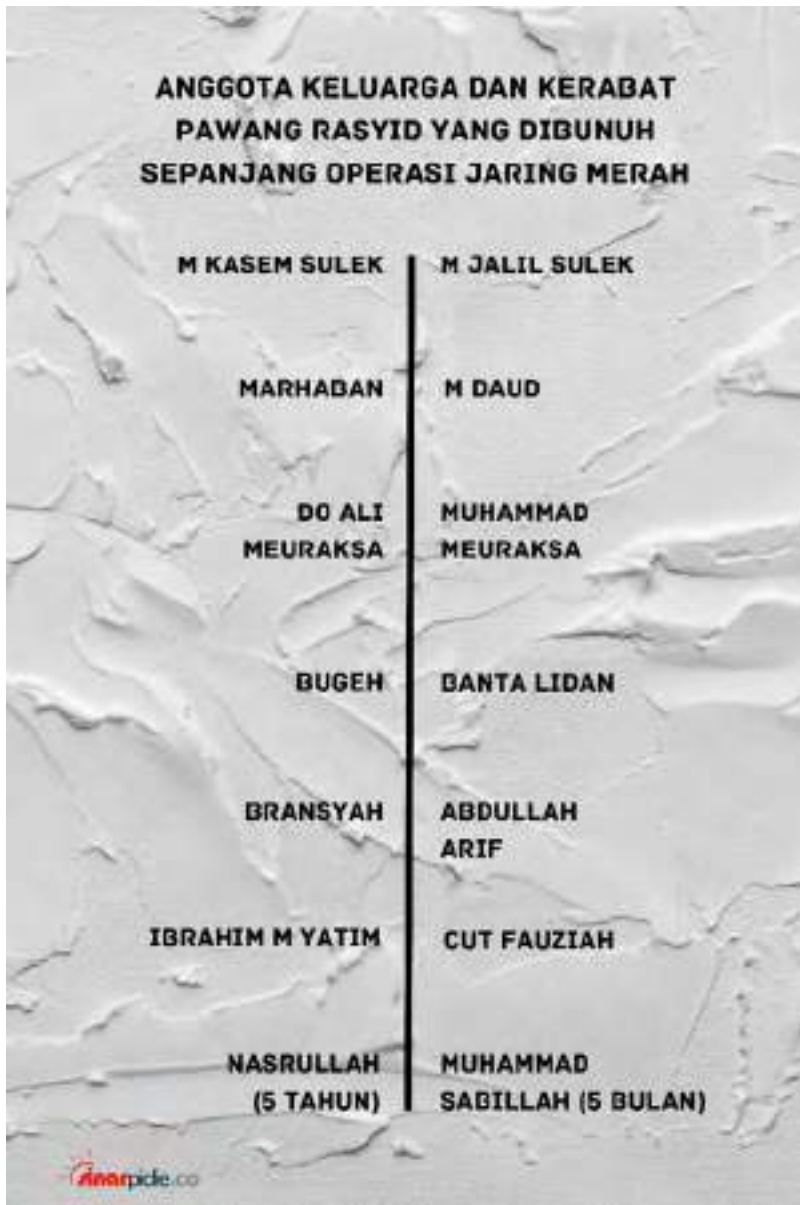 ANGGOTA KELUARGA DAN KERABAT
PAWANG RASYID YANG DIBUNUH
SEPANJANG OPERASI JARING MERAH
M KASEM SULEK
M JALIL SULEK
MARHABAN
M DAUD
DO ALI
MEURAKSA
MUHAMMAD
MEURAKSA
BUGEH
BANTA LIDAN
BRANSYAH
ABDULLAH
ARIF
IBRAHIM M YATIM
CUT FAUZIAH
NASRULLAH
(5 TAHUN)
MUHAMMAD
SABILLAH (5 BULAN)
sinarpidie.co